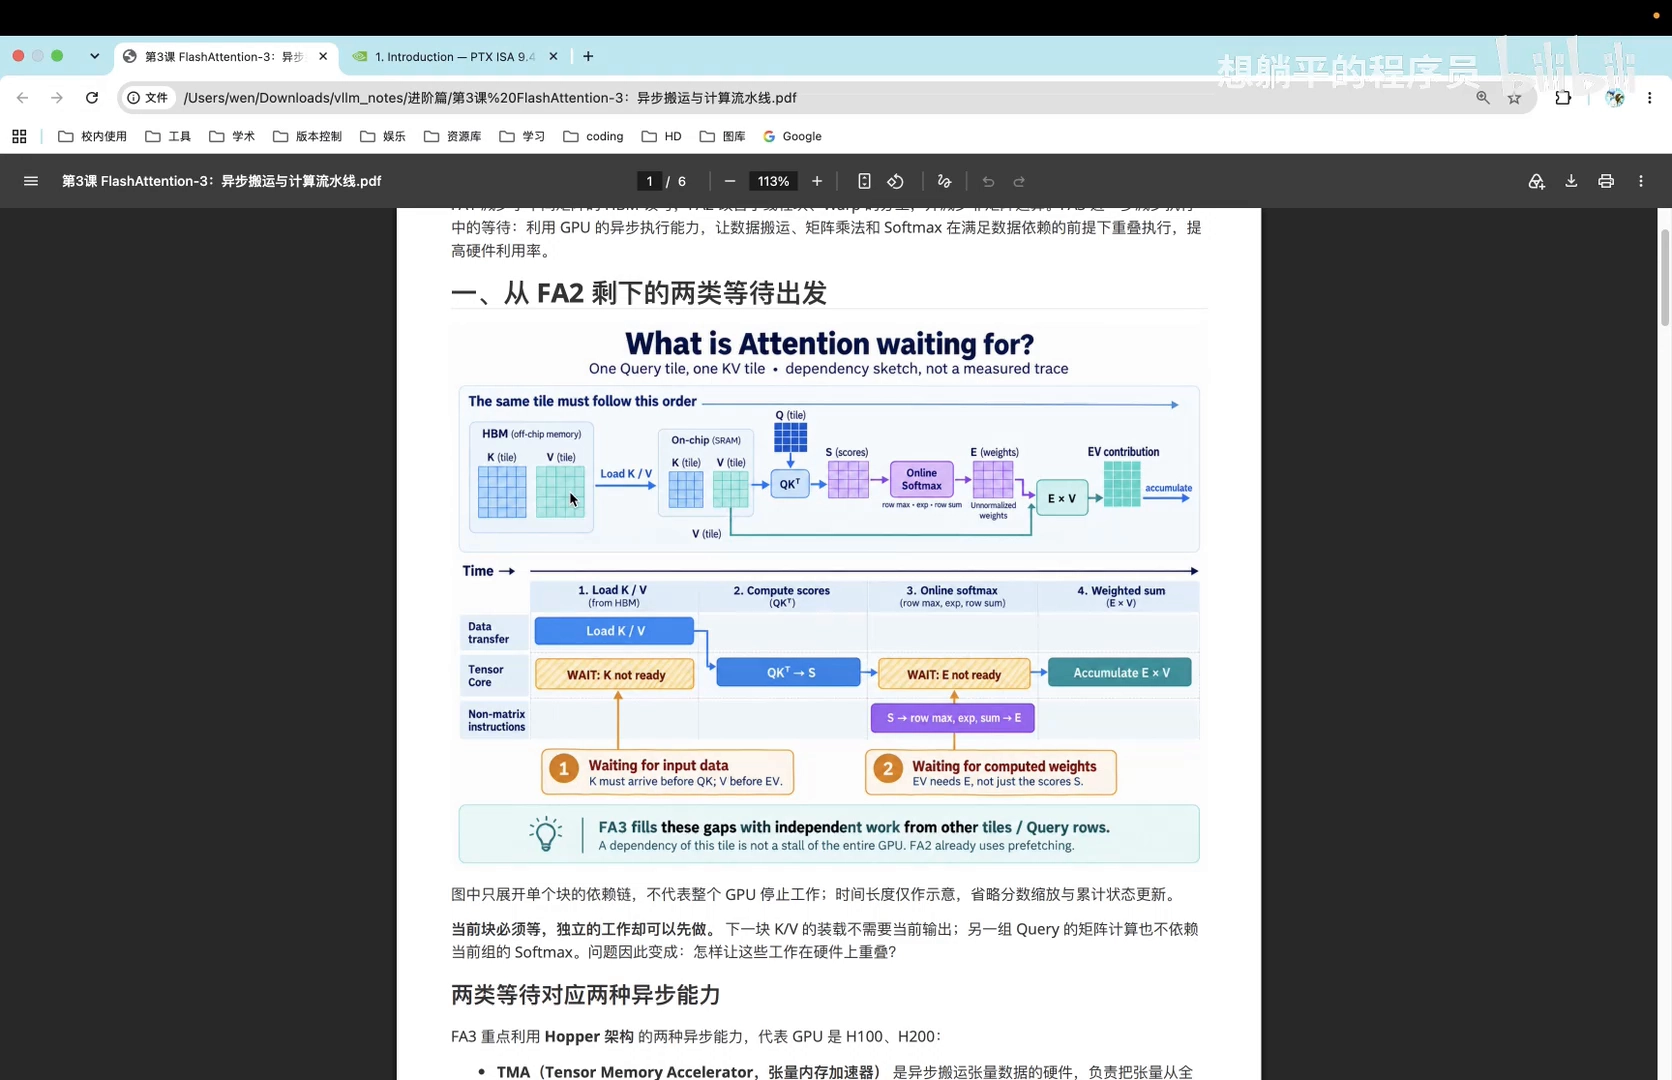 第3课 FlashAttention-3：异步
1. Introduction — PTX ISA 9.4
想躺平的程序员 bilibili
文件
/Users/wen/Downloads/vllm_notes/进阶篇/第3课%20FlashAttention-3：异步搬运与计算流水线.pdf
校内使用 工具 学术 版本控制 娱乐 资源库 学习 coding HD 图库 Google
第3课 FlashAttention-3：异步搬运与计算流水线.pdf
1 / 6
113%
中的等待：利用 GPU 的异步执行能力，让数据搬运、矩阵乘法和 Softmax 在满足数据依赖的前提下重叠执行，提
高硬件利用率。
一、从 FA2 剩下的两类等待出发
What is Attention waiting for?
One Query tile, one KV tile • dependency sketch, not a measured trace
The same tile must follow this order
HBM (off-chip memory)
K (tile) V (tile)
Load K / V
On-chip (SRAM)
K (tile) V (tile)
V (tile)
Q (tile)
QKᵀ
S (scores)
Online
Softmax
row max • exp • row sum
E (weights)
Unnormalized
weights
E × V
EV contribution
accumulate
Time →
1. Load K / V
(from HBM)
2. Compute scores
(QKᵀ)
3. Online softmax
(row max, exp, row sum)
4. Weighted sum
(E × V)
Data
transfer
Load K / V
Tensor
Core
WAIT: K not ready
QKᵀ → S
WAIT: E not ready
Accumulate E × V
Non-matrix
instructions
S → row max, exp, sum → E
1
Waiting for input data
K must arrive before QK; V before EV.
2
Waiting for computed weights
EV needs E, not just the scores S.
FA3 fills these gaps with independent work from other tiles / Query rows.
A dependency of this tile is not a stall of the entire GPU. FA2 already uses prefetching.
图中只展开单个块的依赖链，不代表整个 GPU 停止工作；时间长度仅作示意，省略分数缩放与累计状态更新。
当前块必须等，独立的工作却可以先做。 下一块 K/V 的装载不需要当前输出；另一组 Query 的矩阵计算也不依赖
当前组的 Softmax。问题因此变成：怎样让这些工作在硬件上重叠？
两类等待对应两种异步能力
FA3 重点利用 Hopper 架构 的两种异步能力，代表 GPU 是 H100、H200：
• TMA（Tensor Memory Accelerator，张量内存加速器） 是异步搬运张量数据的硬件，负责把张量从全